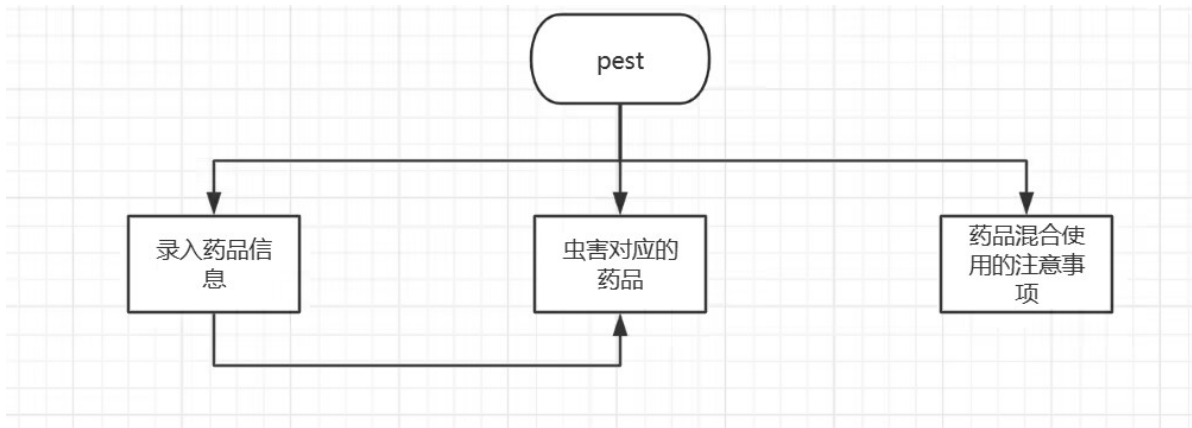 pest
录入药品信
息
虫害对应的
药品
药品混合使
用的注意事
项